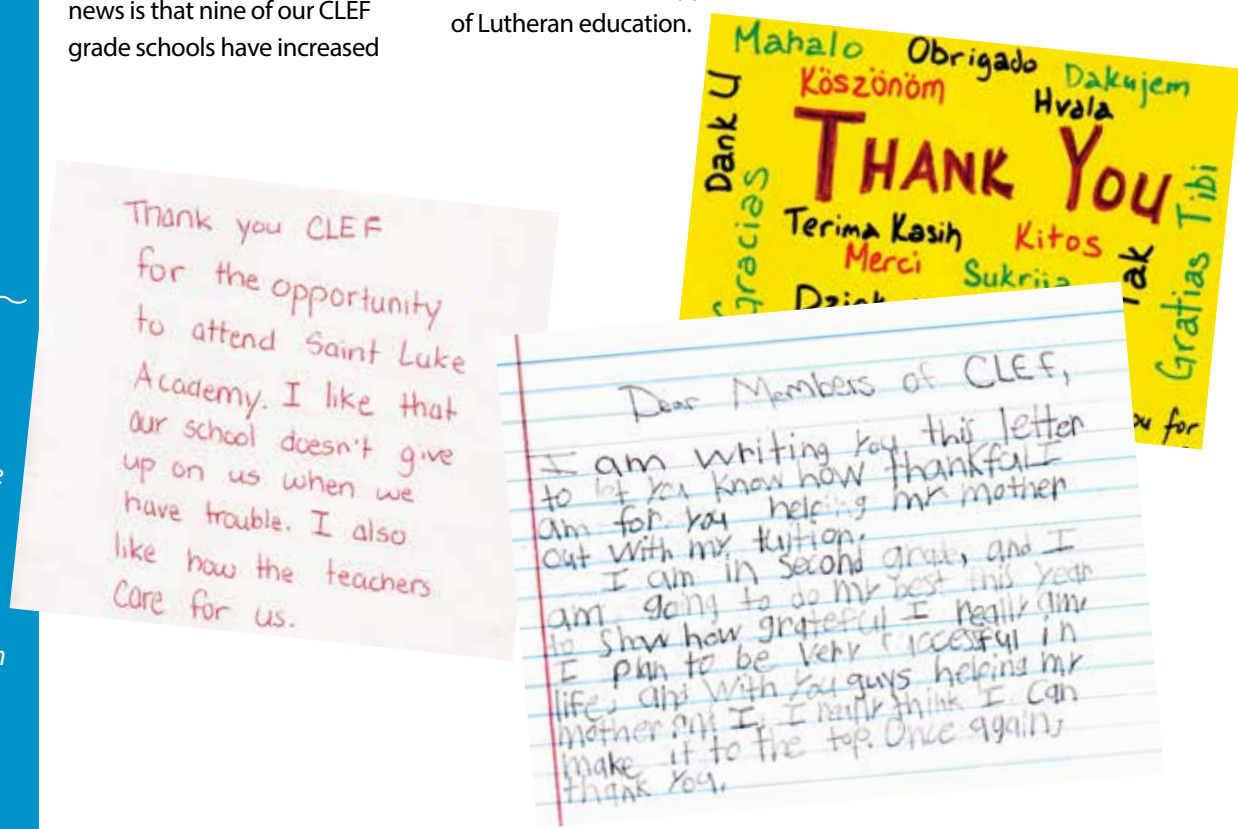 news is that nine of our CLEF
grade schools have increased
of Lutheran education.
Mahalo
Obrigado
Dakujem
Köszönöm
Hvala
Dank U
THANK YOU
Gracias
Terima Kasih
Kitos
Merci
Sukrija
Tak
Gratias Tibi
for
Thank you CLEF
for the opportunity
to attend Saint Luke
Academy. I like that
our school doesn't give
up on us when we
have trouble. I also
like how the teachers
care for us.
Dear Members of CLEF,
I am writing you this letter
to let you know how thankful I
am for you helping my mother
out with my tuition.
I am in second grade, and I
am going to do my best this year
to show how grateful I really am
I plan to be very successful in
life, and with you guys helping my
mother and I, I really think I can
make it to the top. Once again,
thank you.